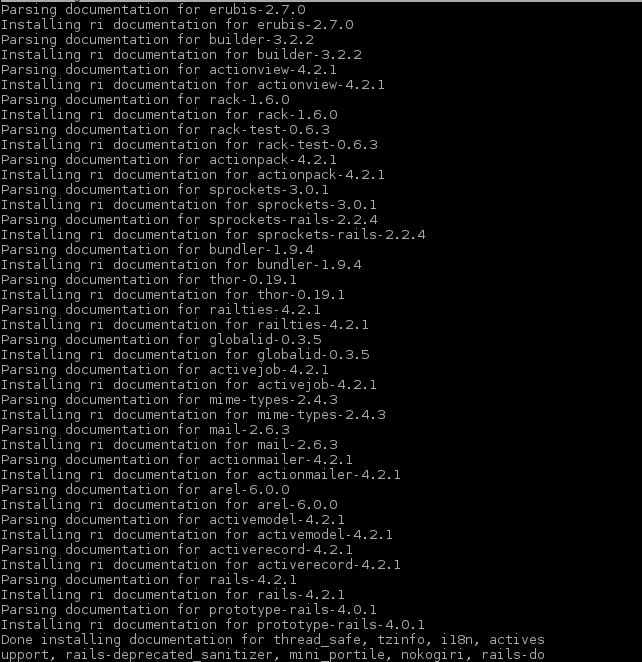 Parsing documentation for erubis-2.7.0
Installing ri documentation for erubis-2.7.0
Parsing documentation for builder-3.2.2
Installing ri documentation for builder-3.2.2
Parsing documentation for actionview-4.2.1
Installing ri documentation for actionview-4.2.1
Parsing documentation for rack-1.6.0
Installing ri documentation for rack-1.6.0
Parsing documentation for rack-test-0.6.3
Installing ri documentation for rack-test-0.6.3
Parsing documentation for actionpack-4.2.1
Installing ri documentation for actionpack-4.2.1
Parsing documentation for sprockets-3.0.1
Installing ri documentation for sprockets-3.0.1
Parsing documentation for sprockets-rails-2.2.4
Installing ri documentation for sprockets-rails-2.2.4
Parsing documentation for bundler-1.9.4
Installing ri documentation for bundler-1.9.4
Parsing documentation for thor-0.19.1
Installing ri documentation for thor-0.19.1
Parsing documentation for railties-4.2.1
Installing ri documentation for railties-4.2.1
Parsing documentation for globalid-0.3.5
Installing ri documentation for globalid-0.3.5
Parsing documentation for activejob-4.2.1
Installing ri documentation for activejob-4.2.1
Parsing documentation for mime-types-2.4.3
Installing ri documentation for mime-types-2.4.3
Parsing documentation for mail-2.6.3
Installing ri documentation for mail-2.6.3
Parsing documentation for actionmailer-4.2.1
Installing ri documentation for actionmailer-4.2.1
Parsing documentation for arel-6.0.0
Installing ri documentation for arel-6.0.0
Parsing documentation for activemodel-4.2.1
Installing ri documentation for activemodel-4.2.1
Parsing documentation for activerecord-4.2.1
Installing ri documentation for activerecord-4.2.1
Parsing documentation for rails-4.2.1
Installing ri documentation for rails-4.2.1
Parsing documentation for prototype-rails-4.0.1
Installing ri documentation for prototype-rails-4.0.1
Done installing documentation for thread_safe, tzinfo, i18n, actives
upport, rails-deprecated_sanitizer, mini_portile, nokogiri, rails-do